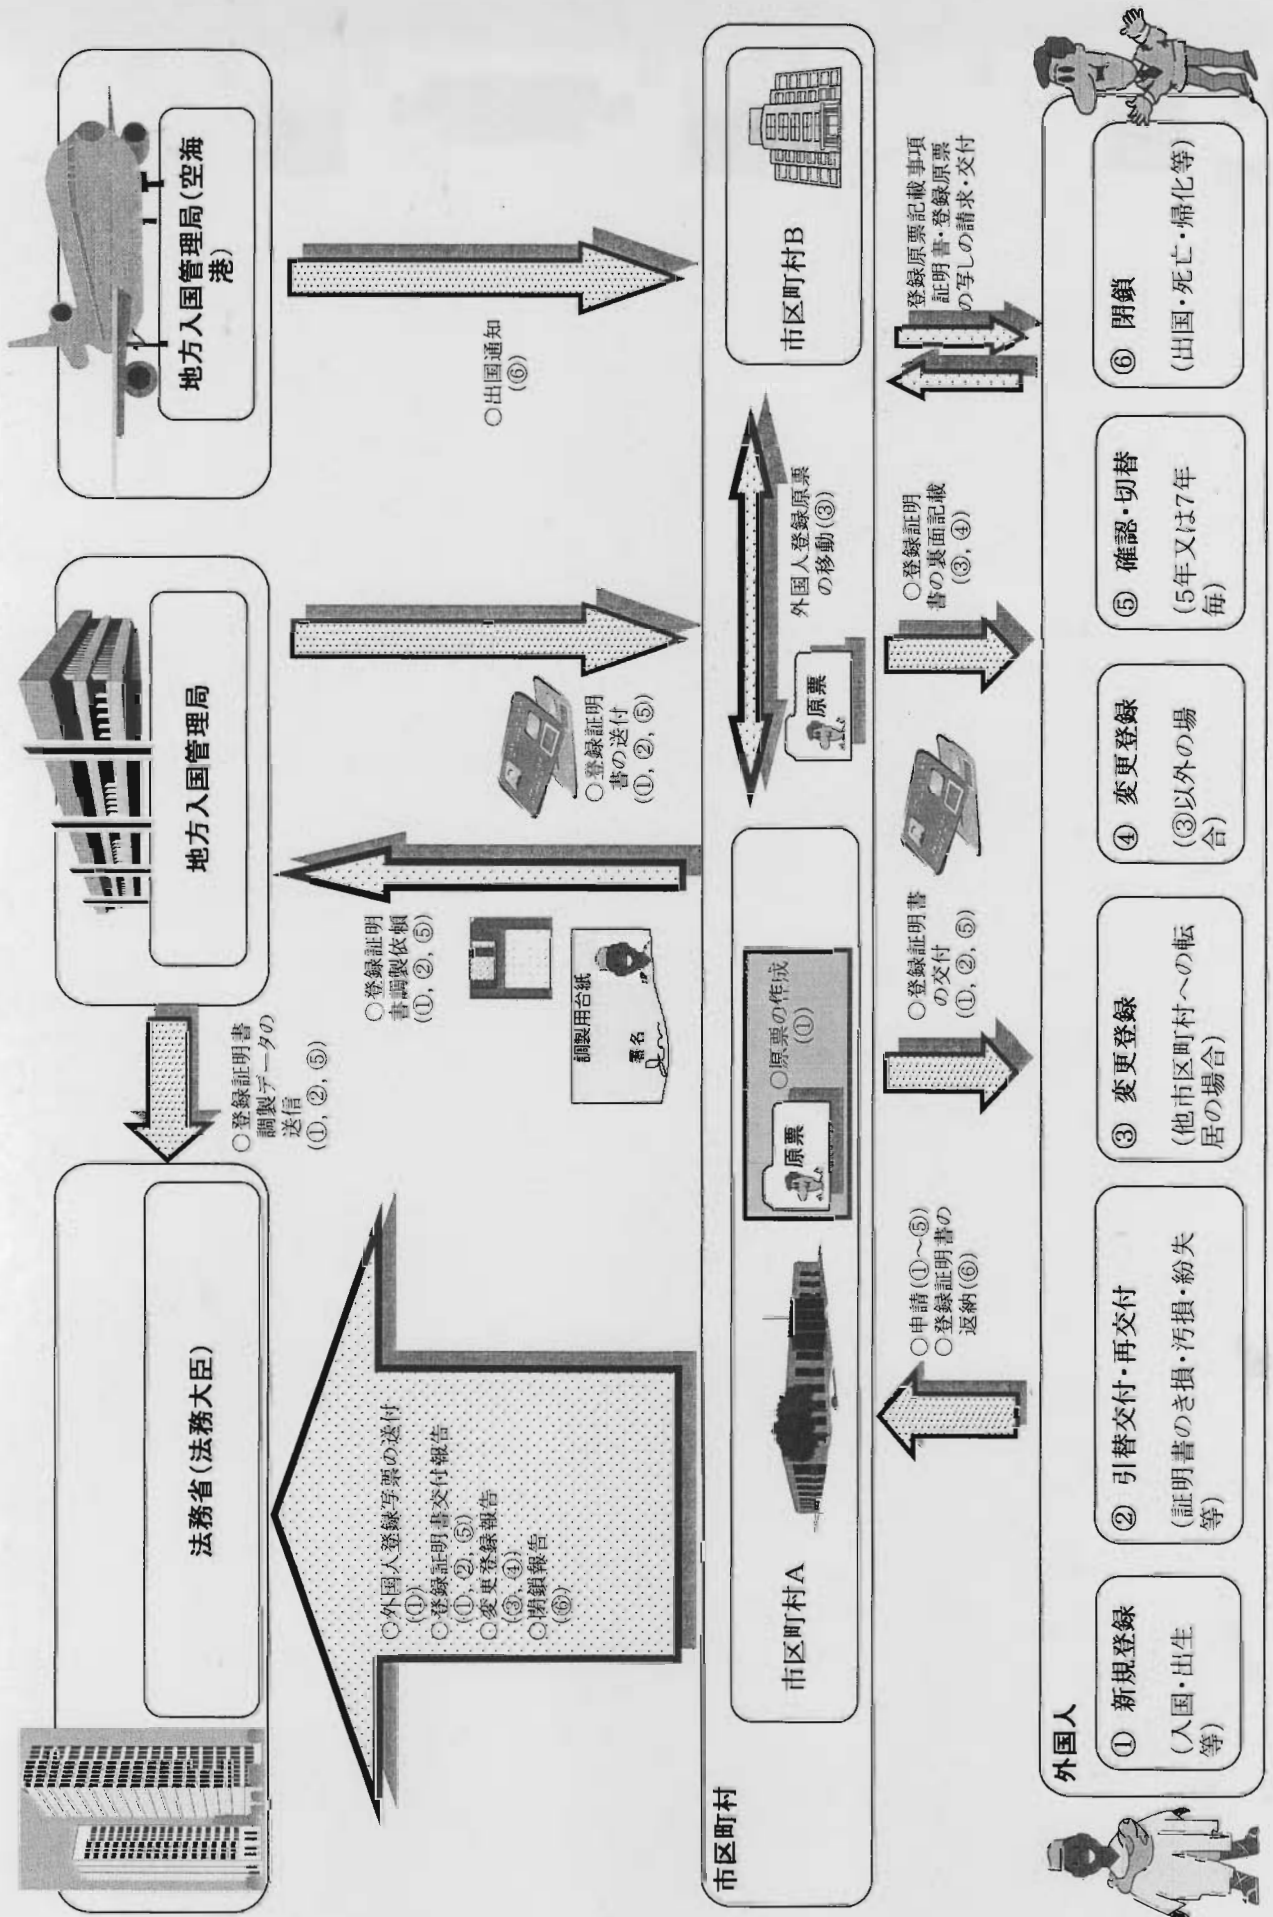 法務省(法務大臣)
地方入国管理局
地方入国管理局(空海
港)
○登録証明書
調製データの
送信
(①, ②, ⑤)
○外国人登録写票の送付
(①)
○登録証明書交付報告
(①, ②, ⑤)
○変更登録報告
(③, ④)
○閉鎖報告
(⑥)
○登録証明
書調製依頼
(①, ②, ⑤)
調製用台紙
署名
○登録証明
書の送付
(①, ②, ⑤)
○出国通知
(⑥)
市区町村
市区町村A
原票
○原票の作成
(①)
原票
外国人登録原票
の移動(③)
市区町村B
○申請(①～⑤)
○登録証明書の
返納(⑥)
○登録証明書
の交付
(①, ②, ⑤)
○登録証明
書の裏面記載
(③, ④)
登録原票記載事項
証明書・登録原票
の写しの請求・交付
外国人
① 新規登録
(入国・出生
等)
② 引替交付・再交付
(証明書のき損・汚損・紛失
等)
③ 変更登録
(他市区町村への転
居の場合)
④ 変更登録
(③以外の場
合)
⑤ 確認・切替
(5年又は7年
毎)
⑥ 閉鎖
(出国・死亡・帰化等)